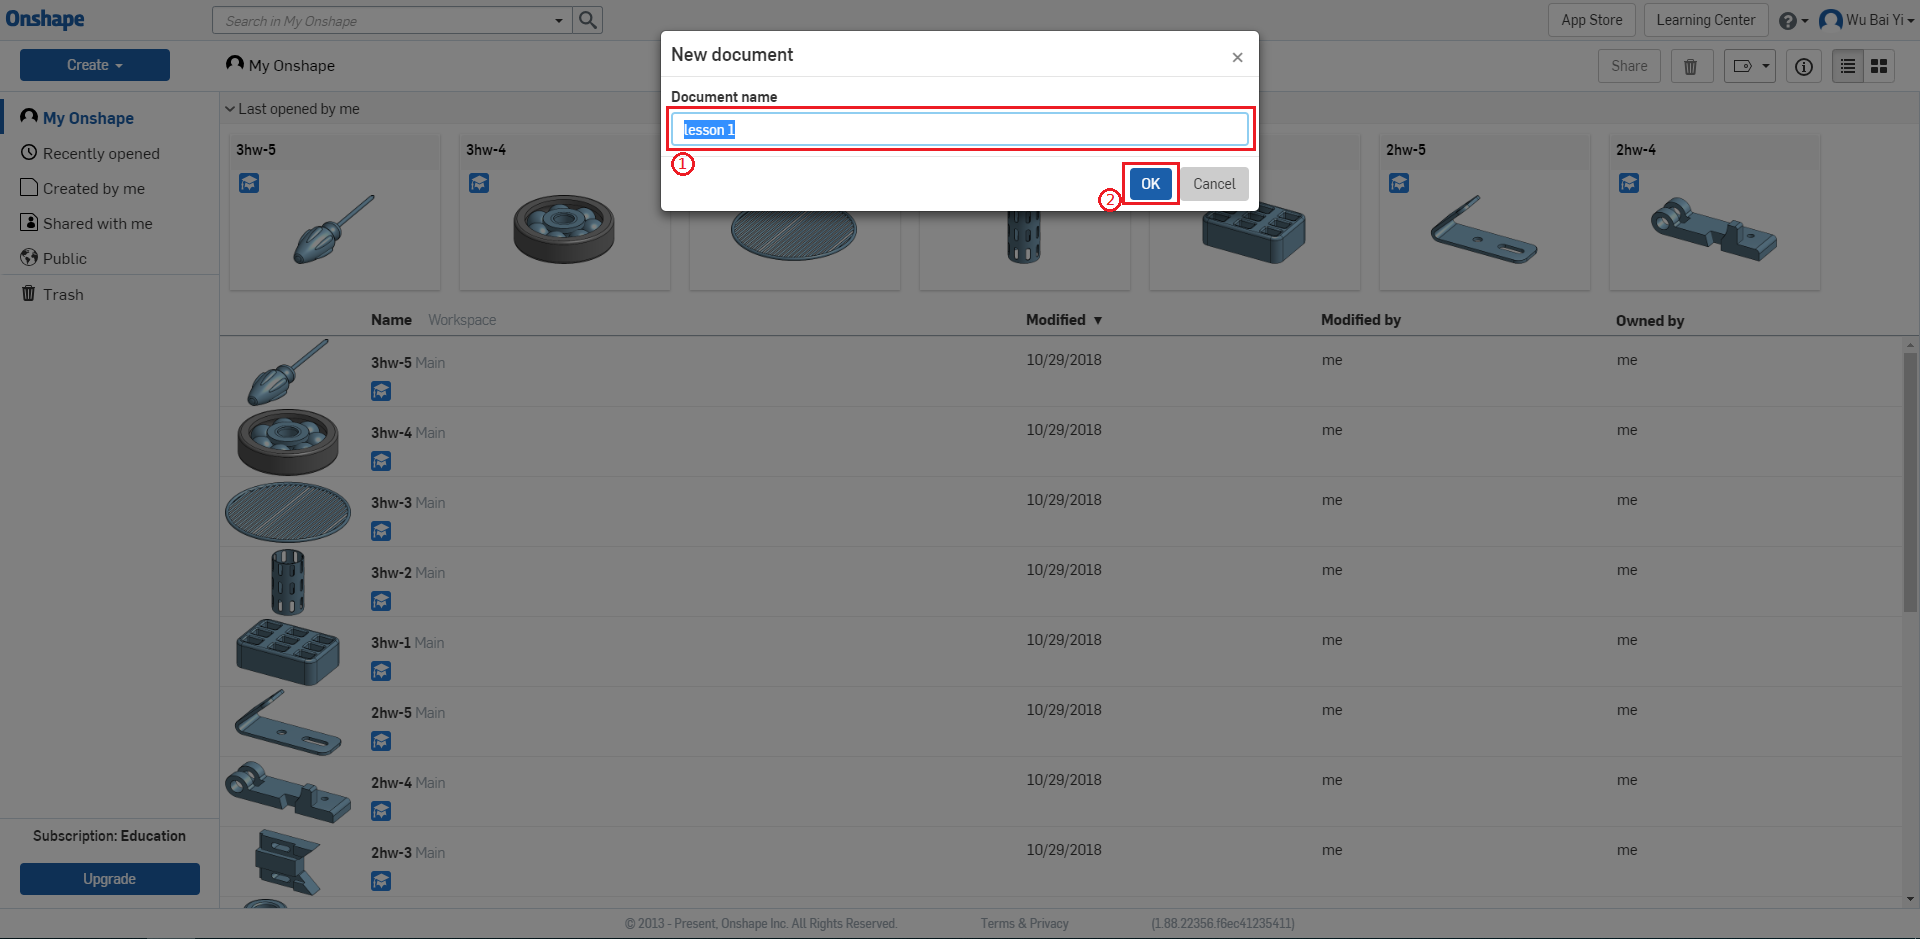 Onshape
Search in My Onshape
App Store
Learning Center
Wu Bai Yi
New document
×
Document name
lesson 1
①
②
OK
Cancel
Create
My Onshape
Share
My Onshape
Recently opened
Created by me
Shared with me
Public
Trash
Last opened by me
3hw-5
3hw-4
2hw-5
2hw-4
Name Workspace Modified ▼ Modified by Owned by
3hw-5 Main 10/29/2018 me me
3hw-4 Main 10/29/2018 me me
3hw-3 Main 10/29/2018 me me
3hw-2 Main 10/29/2018 me me
3hw-1 Main 10/29/2018 me me
2hw-5 Main 10/29/2018 me me
2hw-4 Main 10/29/2018 me me
2hw-3 Main 10/29/2018 me me
Subscription: Education
Upgrade
© 2013 - Present, Onshape Inc. All Rights Reserved. Terms & Privacy (1.88.22356.f6ec41235411)